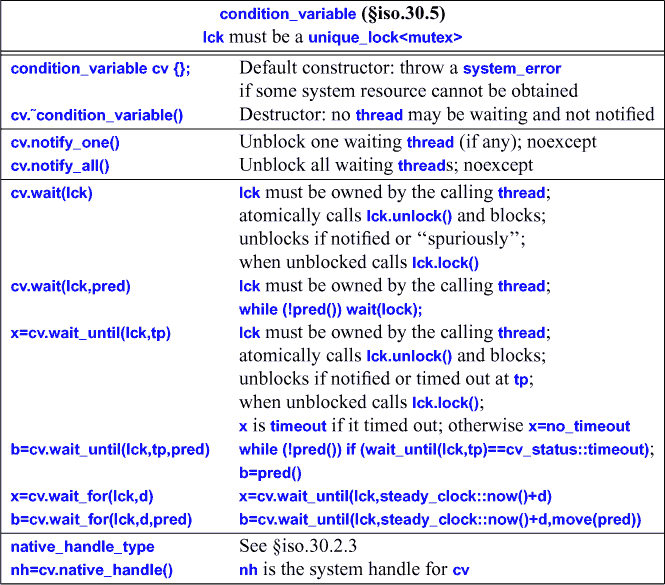 condition_variable (§iso.30.5)
lck must be a unique_lock<mutex>
condition_variable cv {}; Default constructor: throw a system_error
if some system resource cannot be obtained
cv.~condition_variable() Destructor: no thread may be waiting and not notified
cv.notify_one() Unblock one waiting thread (if any); noexcept
cv.notify_all() Unblock all waiting threads; noexcept
cv.wait(lck) lck must be owned by the calling thread;
atomically calls lck.unlock() and blocks;
unblocks if notified or ‘‘spuriously’’;
when unblocked calls lck.lock()
cv.wait(lck,pred) lck must be owned by the calling thread;
while (!pred()) wait(lock);
x=cv.wait_until(lck,tp) lck must be owned by the calling thread;
atomically calls lck.unlock() and blocks;
unblocks if notified or timed out at tp;
when unblocked calls lck.lock();
x is timeout if it timed out; otherwise x=no_timeout
b=cv.wait_until(lck,tp,pred) while (!pred()) if (wait_until(lck,tp)==cv_status::timeout);
b=pred()
x=cv.wait_for(lck,d) x=cv.wait_until(lck,steady_clock::now()+d)
b=cv.wait_for(lck,d,pred) b=cv.wait_until(lck,steady_clock::now()+d,move(pred))
native_handle_type See §iso.30.2.3
nh=cv.native_handle() nh is the system handle for cv